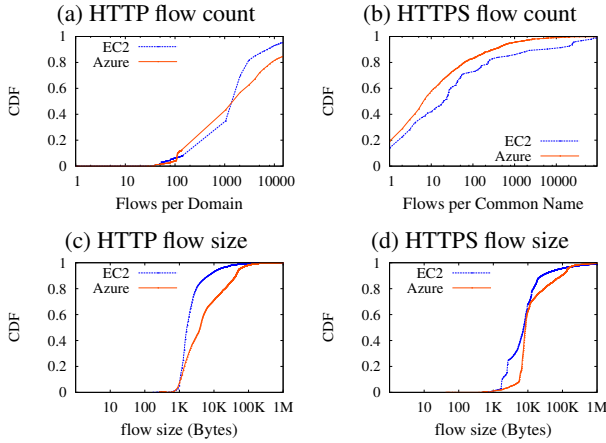 (a) HTTP flow count
1
0.8
0.6
0.4
0.2
0
CDF
EC2
Azure
1 10 100 1000 10000
Flows per Domain
(b) HTTPS flow count
1
0.8
0.6
0.4
0.2
0
CDF
EC2
Azure
1 10 100 1000 10000
Flows per Common Name
(c) HTTP flow size
1
0.8
0.6
0.4
0.2
0
CDF
EC2
Azure
10 100 1K 10K 100K 1M
flow size (Bytes)
(d) HTTPS flow size
1
0.8
0.6
0.4
0.2
0
CDF
EC2
Azure
10 100 1K 10K 100K 1M
flow size (Bytes)